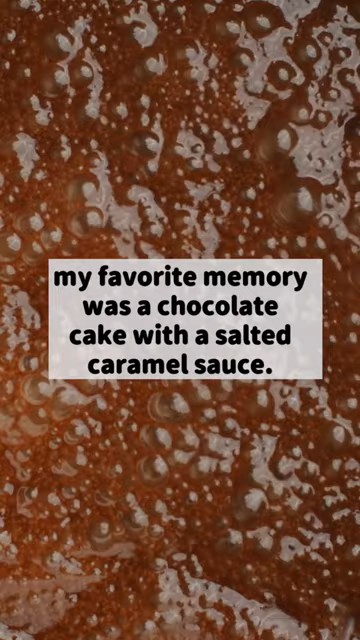 my favorite memory
was a chocolate
cake with a salted
caramel sauce.